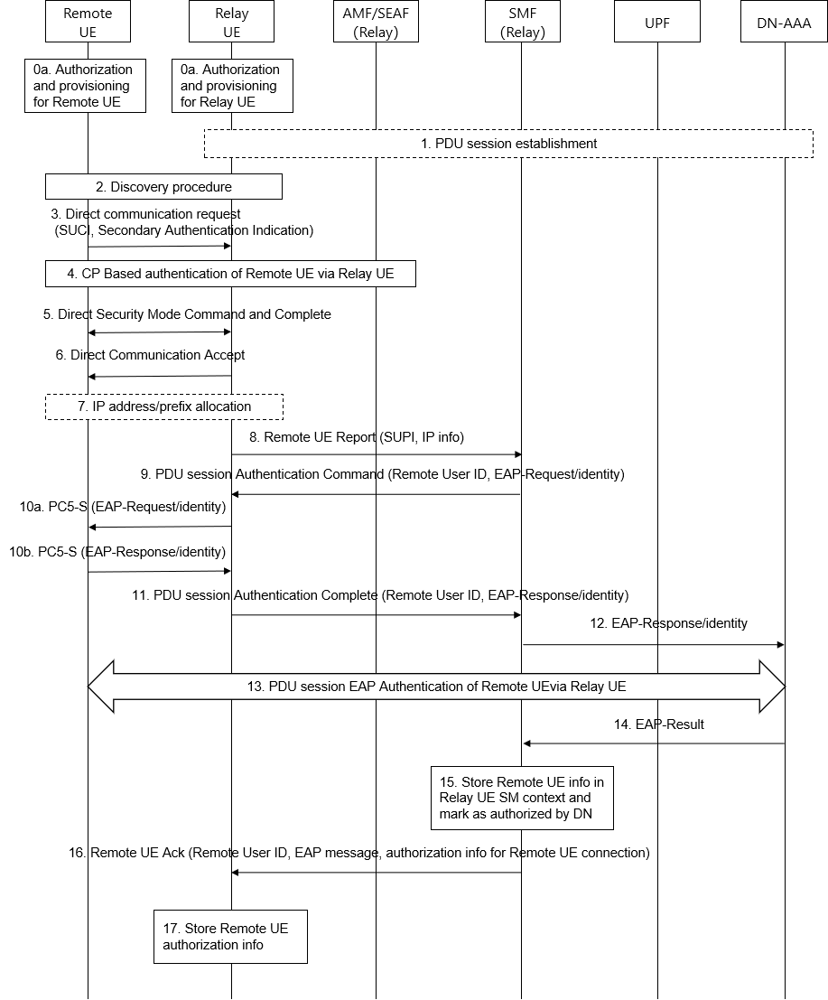 Remote
UE
Relay
UE
AMF/SEAF
(Relay)
SMF
(Relay)
UPF
DN-AAA
0a. Authorization
and provisioning
for Remote UE
0a. Authorization
and provisioning
for Relay UE
1. PDU session establishment
2. Discovery procedure
3. Direct communication request
(SUCI, Secondary Authentication Indication)
4. CP Based authentication of Remote UE via Relay UE
5. Direct Security Mode Command and Complete
6. Direct Communication Accept
7. IP address/prefix allocation
8. Remote UE Report (SUPI, IP info)
9. PDU session Authentication Command (Remote User ID, EAP-Request/identity)
10a. PC5-S (EAP-Request/identity)
10b. PC5-S (EAP-Response/identity)
11. PDU session Authentication Complete (Remote User ID, EAP-Response/identity)
12. EAP-Response/identity
13. PDU session EAP Authentication of Remote UEvia Relay UE
14. EAP-Result
15. Store Remote UE info in
Relay UE SM context and
mark as authorized by DN
16. Remote UE Ack (Remote User ID, EAP message, authorization info for Remote UE connection)
17. Store Remote UE
authorization info